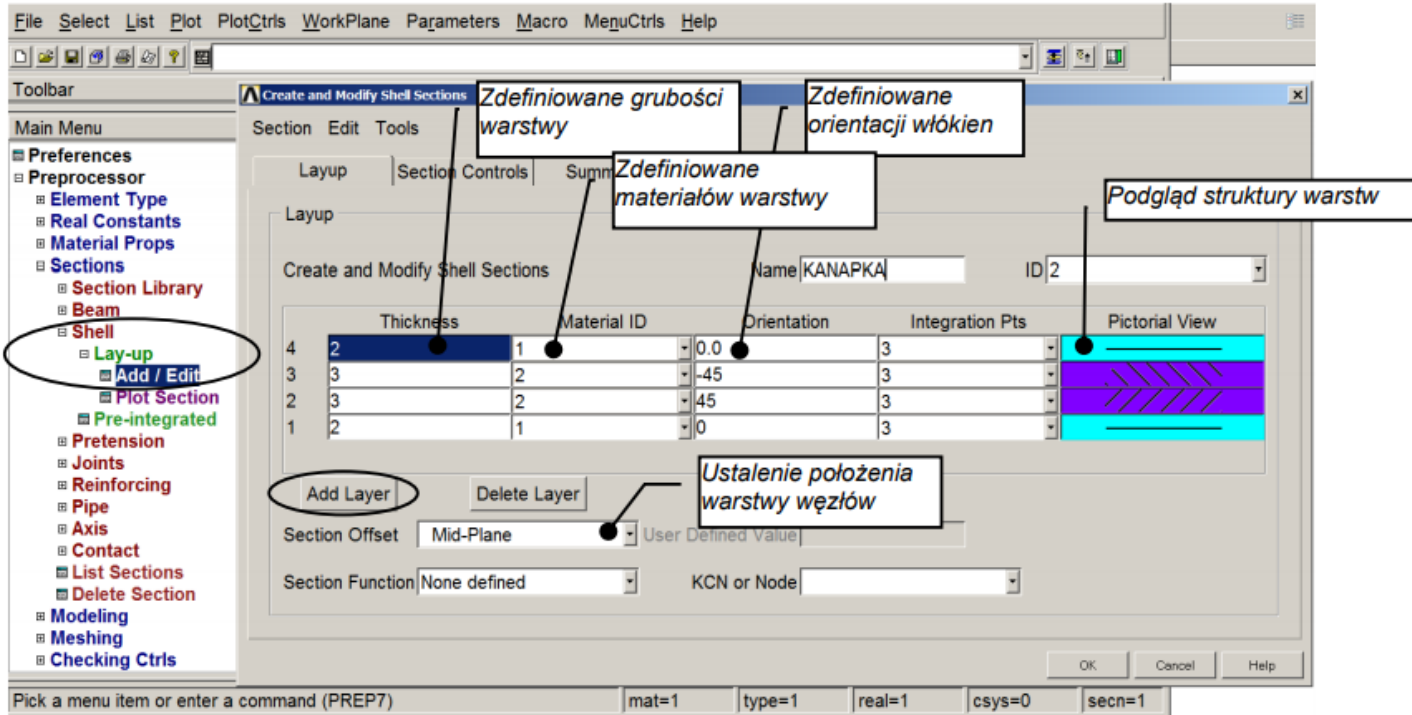 File Select List Plot PlotCtrls WorkPlane Parameters Macro MenuCtrls Help
Toolbar
Create and Modify Shell Sections
Zdefiniowane grubości
warstwy
Zdefiniowane
orientacji włókien
Main Menu
Section Edit Tools
Preferences
Preprocessor
Element Type
Real Constants
Material Props
Sections
Section Library
Beam
Shell
Lay-up
Add / Edit
Plot Section
Pre-integrated
Pretension
Joints
Reinforcing
Pipe
Axis
Contact
List Sections
Delete Section
Modeling
Meshing
Checking Ctrls
Layup Section Controls Summ
Zdefiniowane
materiałów warstwy
Podgląd struktury warstw
Layup
Create and Modify Shell Sections Name KANAPKA ID 2
Thickness Material ID Orientation Integration Pts Pictorial View
4 2 1 0.0 3
3 3 2 -45 3
2 3 2 45 3
1 2 1 0 3
Ustalenie położenia
warstwy węzłów
Add Layer Delete Layer
Section Offset Mid-Plane User Defined Value
Section Function None defined KCN or Node
OK Cancel Help
Pick a menu item or enter a command (PREP7) mat=1 type=1 real=1 csys=0 secn=1